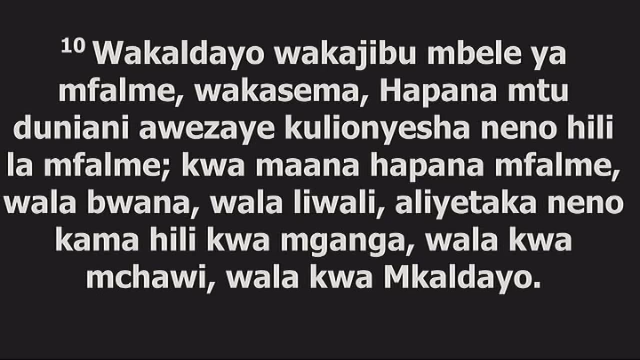 10 Wakaldayo wakajibu mbele ya
mfalme, wakasema, Hapana mtu
duniani awezaye kulionyesha neno hili
la mfalme; kwa maana hapana mfalme,
wala bwana, wala liwali, aliyetaka neno
kama hili kwa mganga, wala kwa
mchawi, wala kwa Mkaldayo.